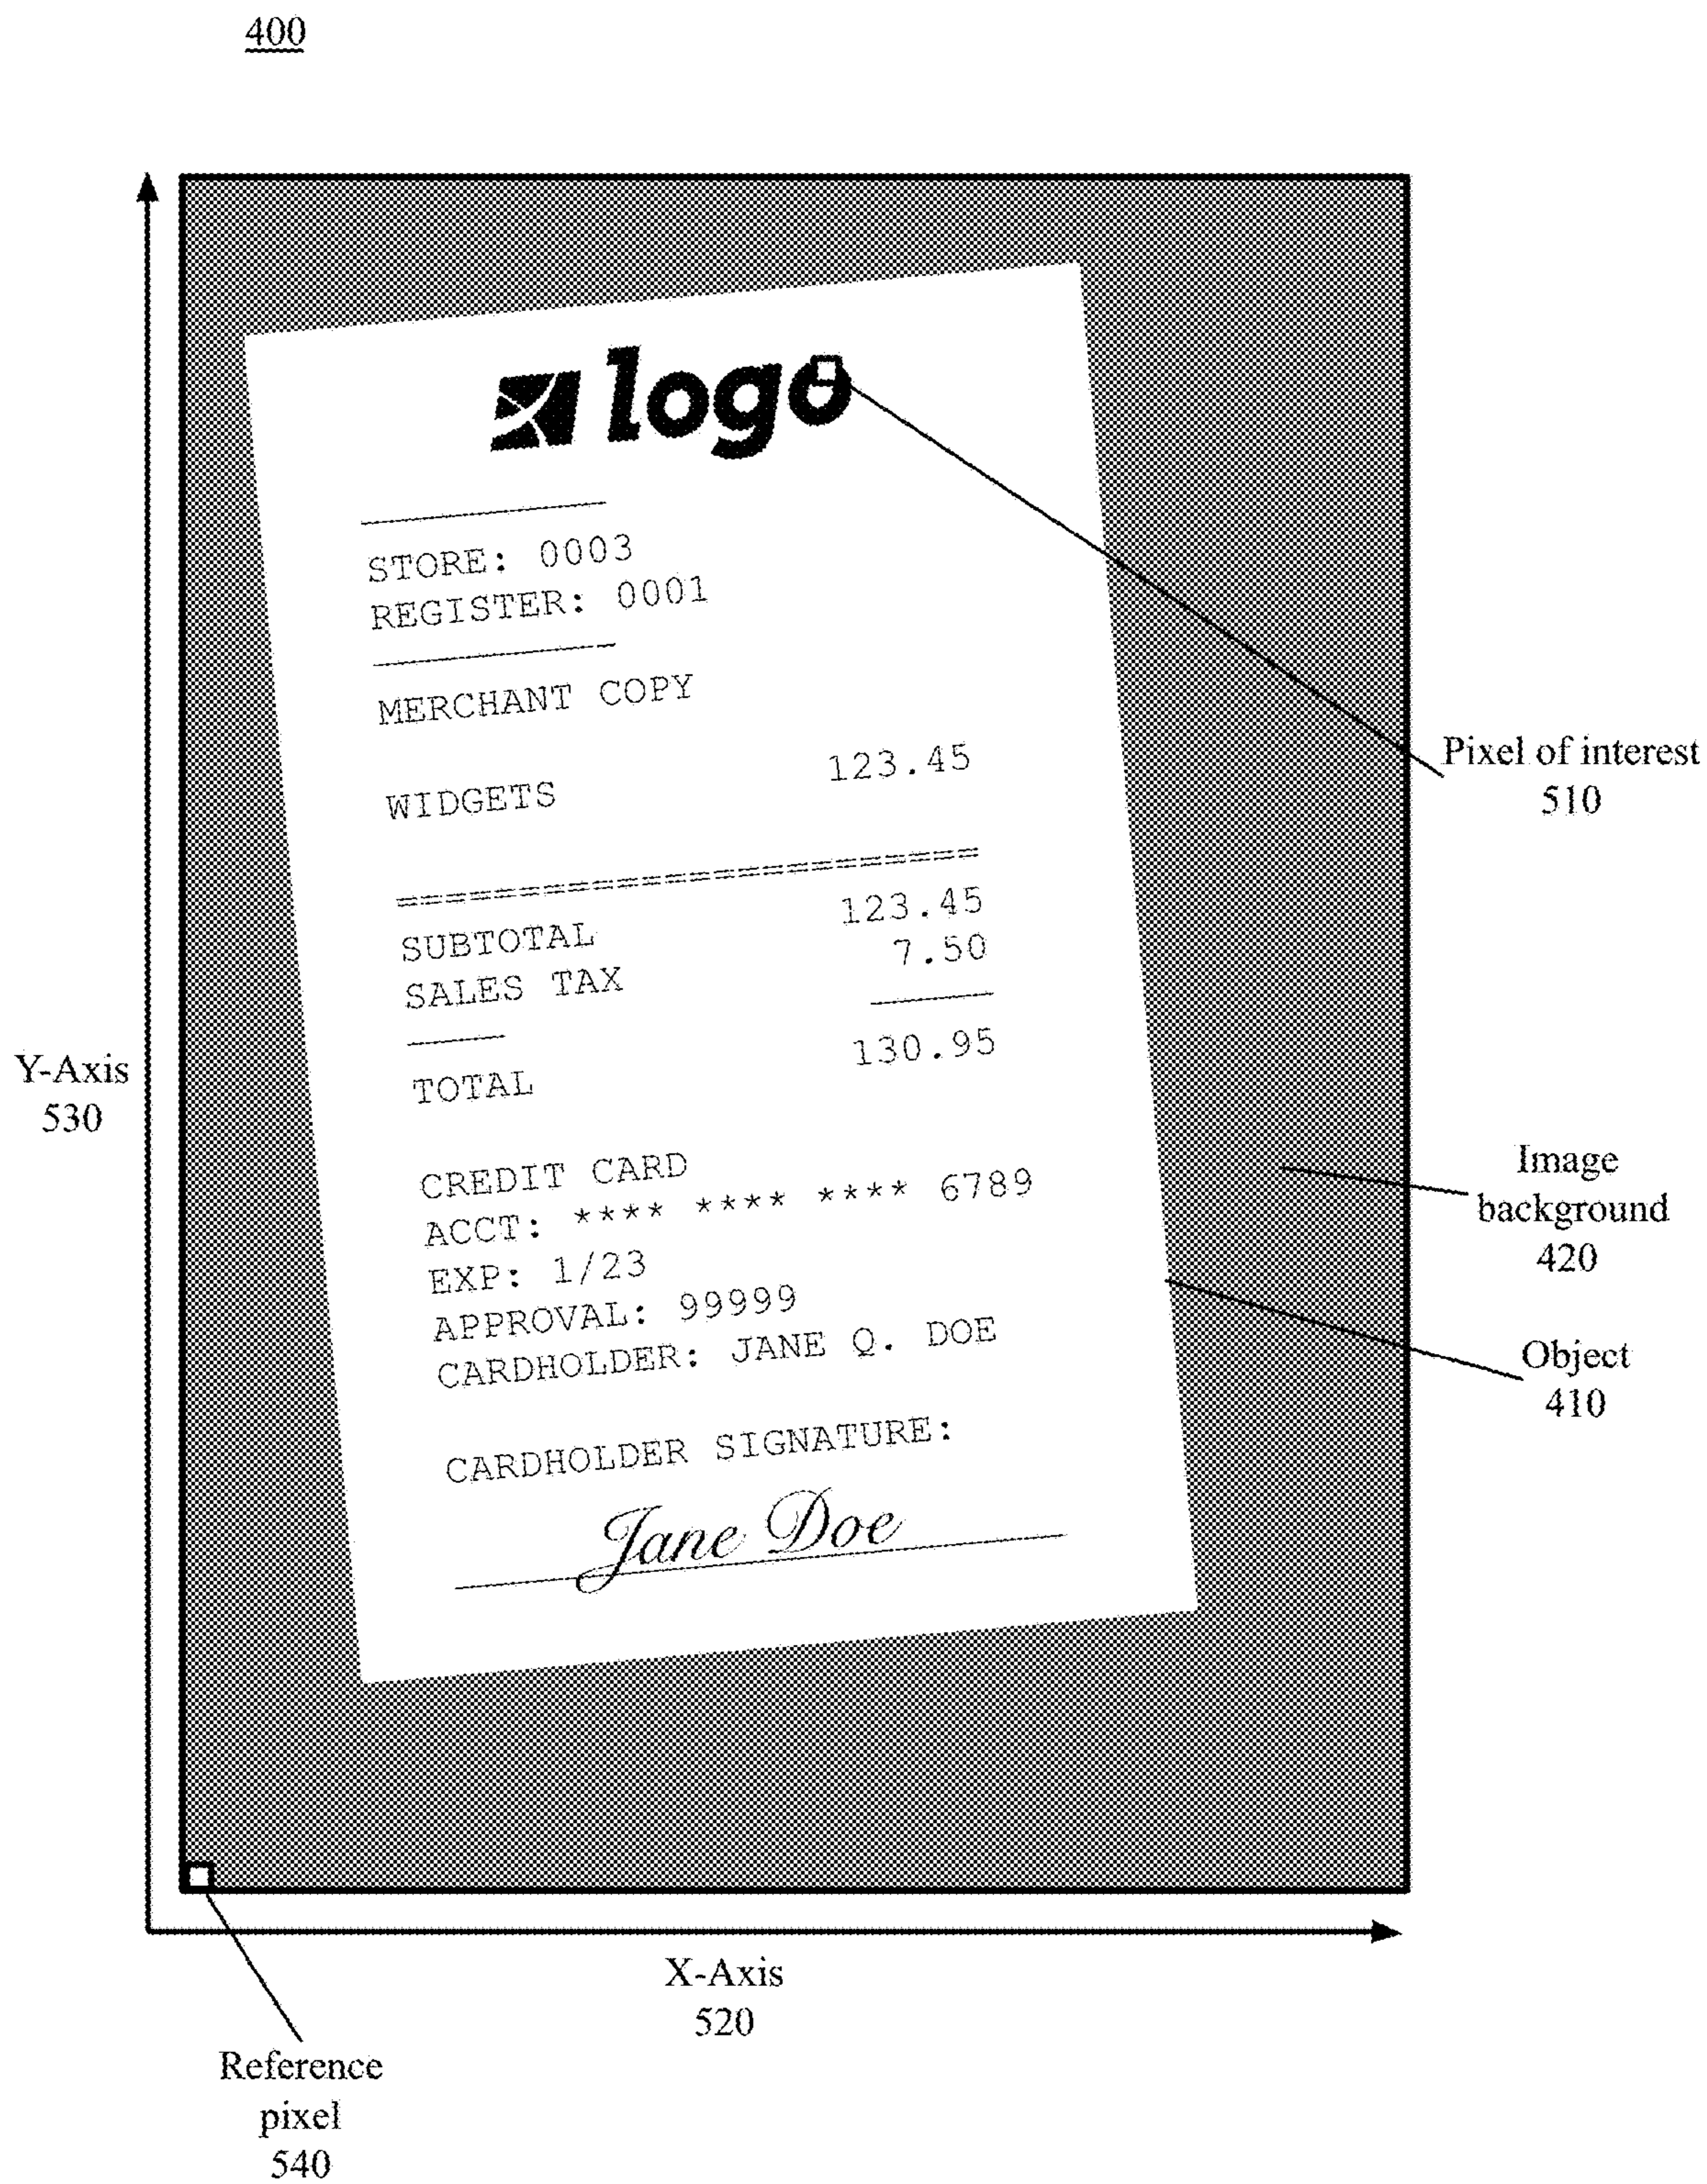 400
logo
STORE: 0003
REGISTER: 0001
MERCHANT COPY
WIDGETS 123.45
==========================
SUBTOTAL 123.45
SALES TAX 7.50
TOTAL 130.95
CREDIT CARD
ACCT: **** **** **** 6789
EXP: 1/23
APPROVAL: 99999
CARDHOLDER: JANE Q. DOE
CARDHOLDER SIGNATURE:
Jane Doe
Pixel of interest
510
Image
background
420
Object
410
Y-Axis
530
X-Axis
520
Reference
pixel
540